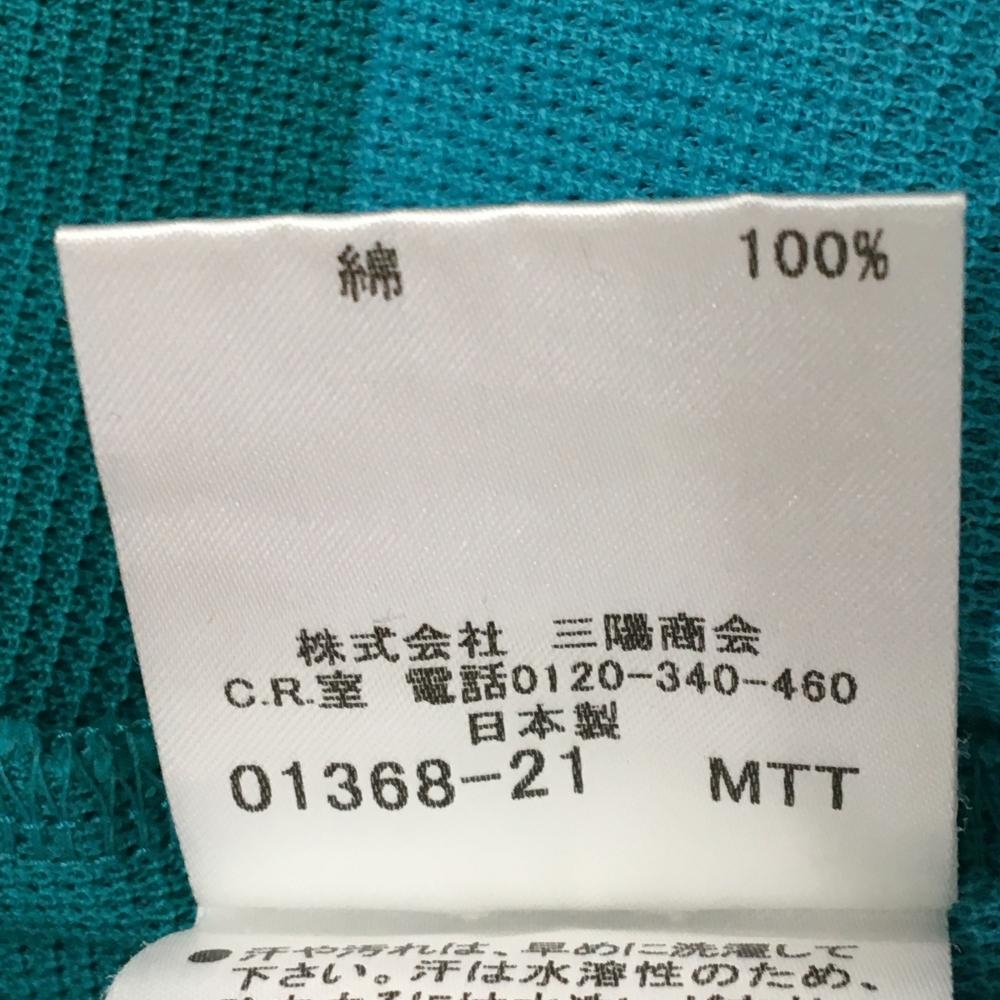 綿 100%
株式会社 三陽商会
C.R.室 電話0120-340-460
日本製
01368-21 MTT
●汗や汚れは、早めに洗濯して
下さい。汗は水溶性のため、